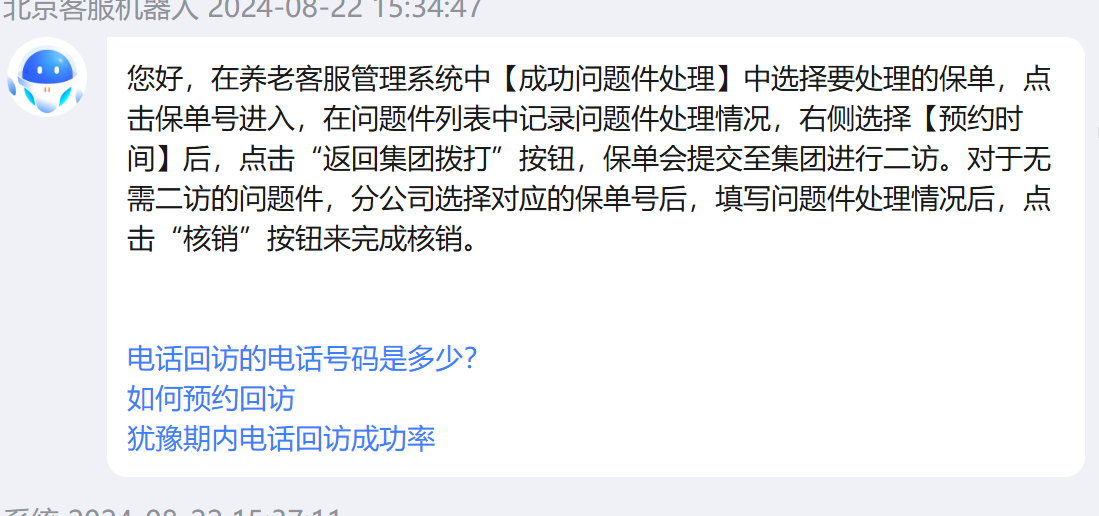 北京客服机器人 2024-08-22 15:34:47
您好，在养老客服管理系统中【成功问题件处理】中选择要处理的保单，点
击保单号进入，在问题件列表中记录问题件处理情况，右侧选择【预约时
间】后，点击“返回集团拨打”按钮，保单会提交至集团进行二访。对于无
需二访的问题件，分公司选择对应的保单号后，填写问题件处理情况后，点
击“核销”按钮来完成核销。
电话回访的电话号码是多少？
如何预约回访
犹豫期内电话回访成功率
系统 2024-08-22 15:37:11